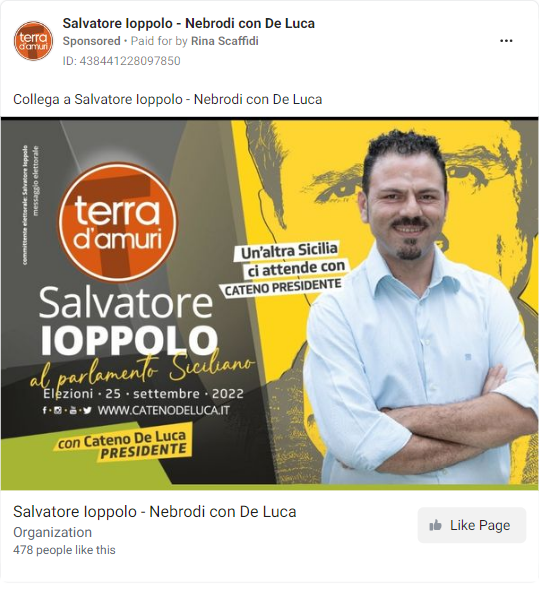 Salvatore Ioppolo - Nebrodi con De Luca
Sponsored • Paid for by Rina Scaffidi
ID: 438441228097850
Collega a Salvatore Ioppolo - Nebrodi con De Luca
committente elettorale: Salvatore Ioppolo
messaggio elettorale
terra
d'amuri
terra
d'amuri
Un'altra Sicilia
ci attende con
CATENO PRESIDENTE
Salvatore
IOPPOLO
al parlamento Siciliano
Elezioni • 25 • settembre • 2022
WWW.CATENODELUCA.IT
con Cateno De Luca
PRESIDENTE
Salvatore Ioppolo - Nebrodi con De Luca
Organization
478 people like this
Like Page